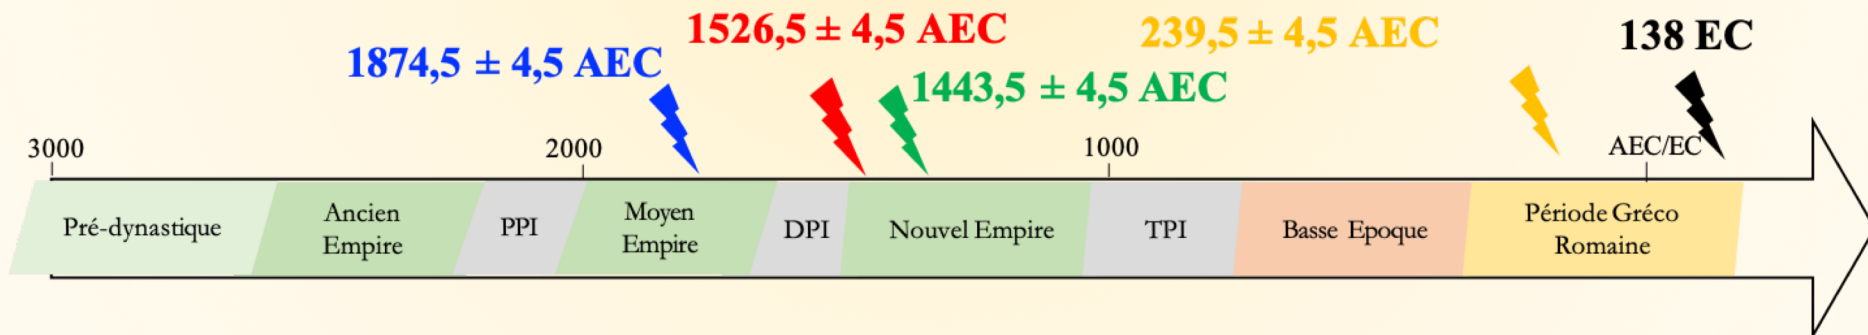 1526,5 ± 4,5 AEC
239,5 ± 4,5 AEC
138 EC
1874,5 ± 4,5 AEC
1443,5 ± 4,5 AEC
3000
2000
1000
AEC/EC
Pré-dynastique
Ancien
Empire
PPI
Moyen
Empire
DPI
Nouvel Empire
TPI
Basse Epoque
Période Gréco
Romaine